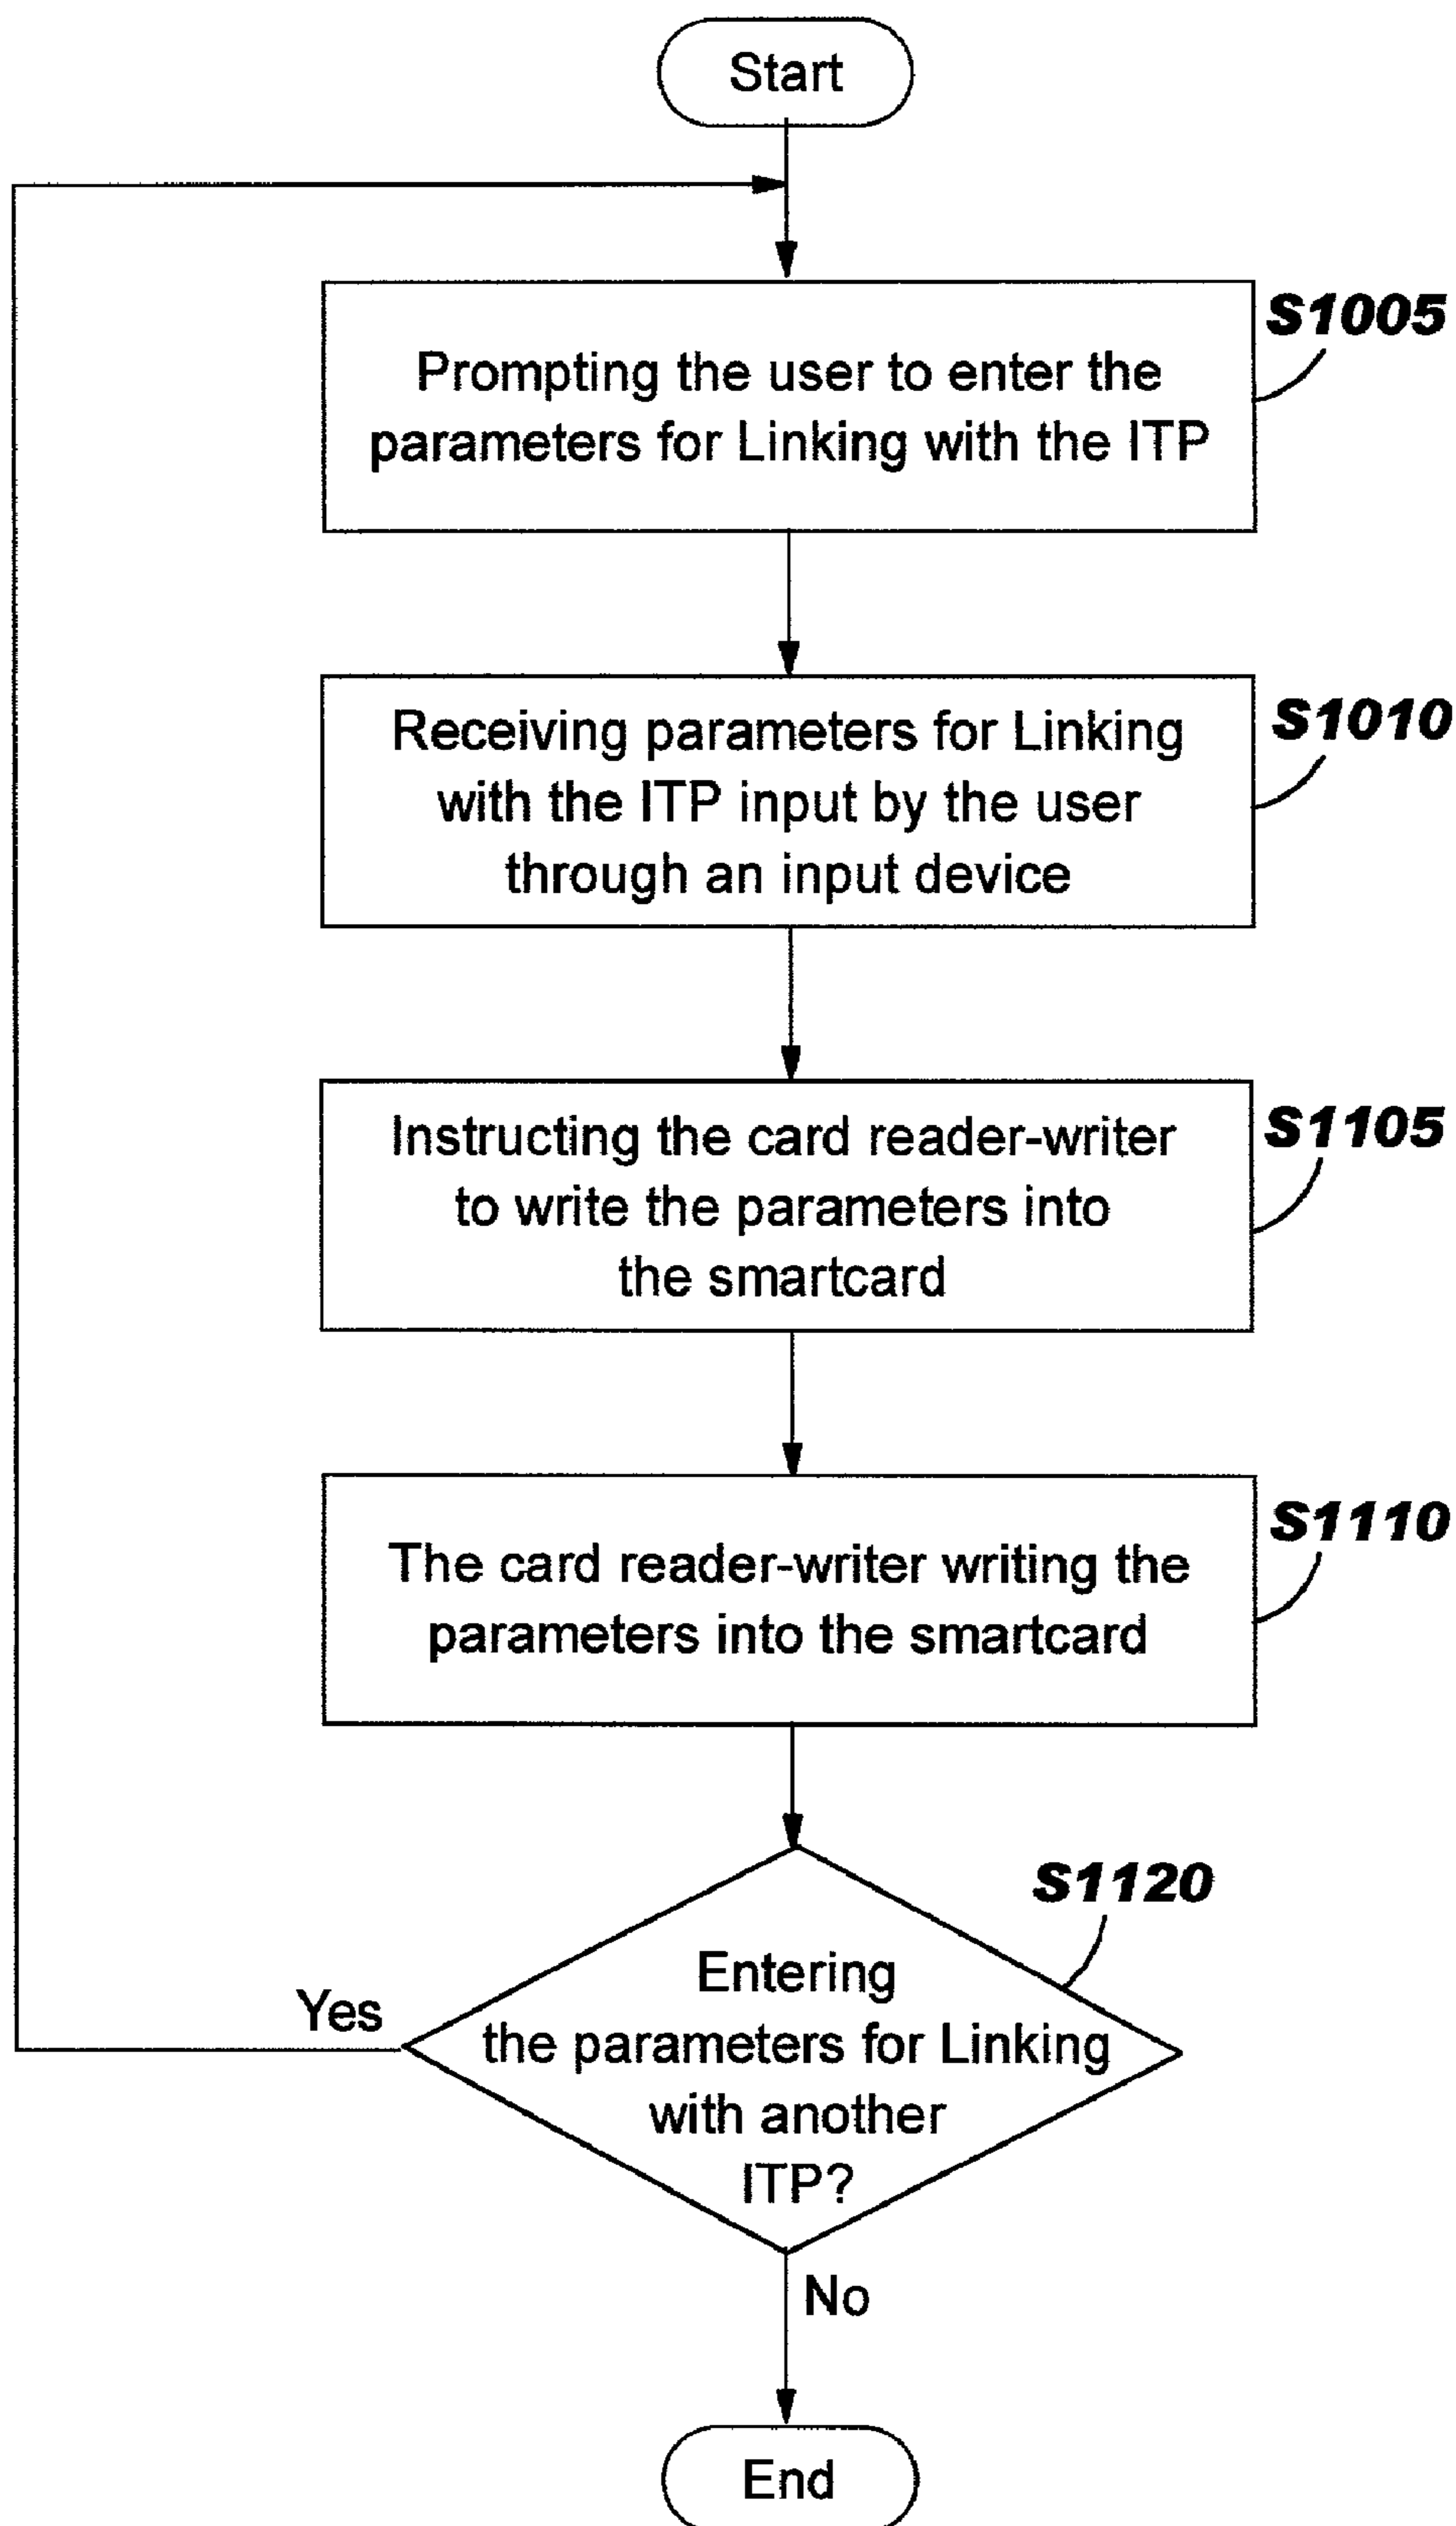 Start
S1005
Prompting the user to enter the
parameters for Linking with the ITP
S1010
Receiving parameters for Linking
with the ITP input by the user
through an input device
S1105
Instructing the card reader-writer
to write the parameters into
the smartcard
S1110
The card reader-writer writing the
parameters into the smartcard
S1120
Entering
the parameters for Linking
with another
ITP?
Yes
No
End